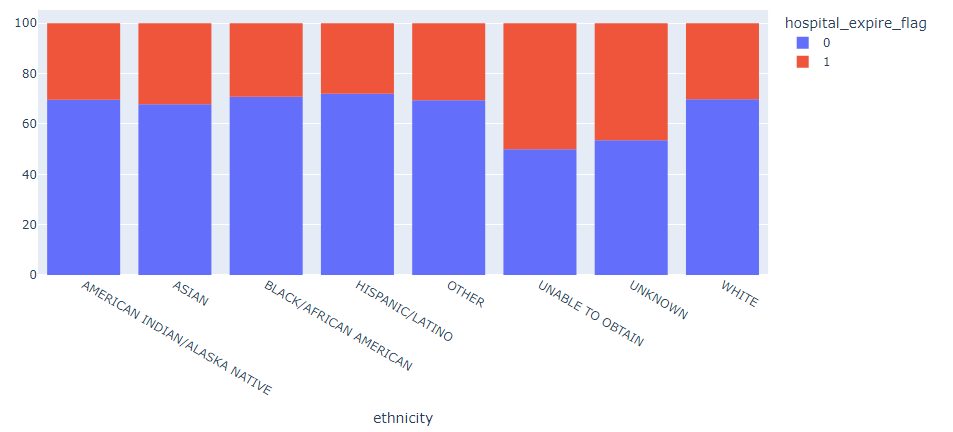 100
80
60
40
20
0
AMERICAN INDIAN/ALASKA NATIVE
ASIAN
BLACK/AFRICAN AMERICAN
HISPANIC/LATINO
OTHER
UNABLE TO OBTAIN
UNKNOWN
WHITE
ethnicity
hospital_expire_flag
0
1